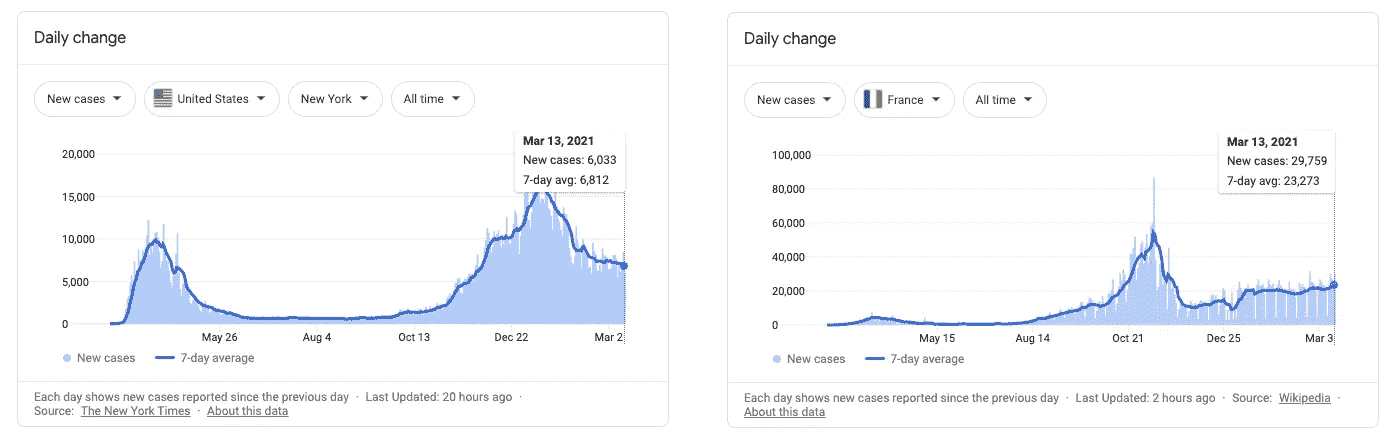 Daily change
New cases United States New York All time
Mar 13, 2021
New cases: 6,033
7-day avg: 6,812
20,000
15,000
10,000
5,000
0
May 26 Aug 4 Oct 13 Dec 22 Mar 2
New cases 7-day average
Each day shows new cases reported since the previous day · Last Updated: 20 hours ago ·
Source: The New York Times · About this data
Daily change
New cases France All time
Mar 13, 2021
New cases: 29,759
7-day avg: 23,273
100,000
80,000
60,000
40,000
20,000
0
May 15 Aug 14 Oct 21 Dec 25 Mar 3
New cases 7-day average
Each day shows new cases reported since the previous day · Last Updated: 2 hours ago · Source: Wikipedia ·
About this data